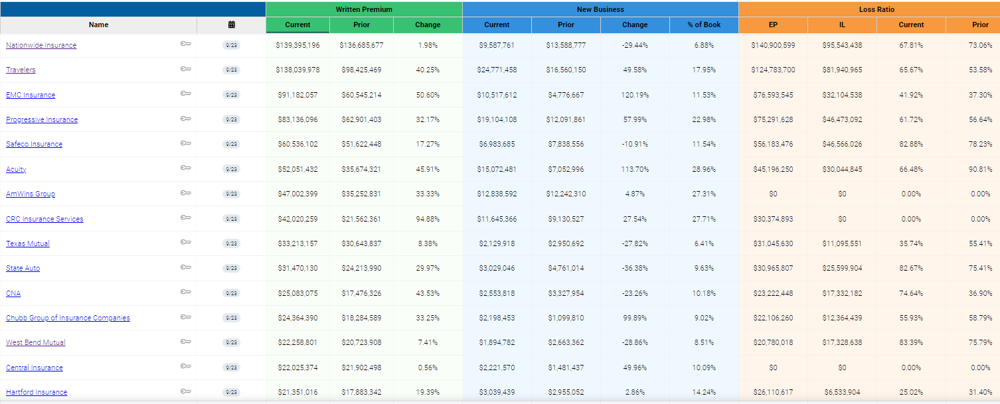 Written Premium New Business Loss Ratio
Name Current Prior Change Current Prior Change % of Book EP IL Current Prior
Nationwide Insurance 9/23 $139,395,196 $136,685,677 1.98% $9,587,761 $13,588,777 -29.44% 6.88% $140,900,599 $95,543,438 67.81% 73.06%
Travelers 9/23 $138,039,978 $98,425,469 40.25% $24,771,458 $16,560,150 49.58% 17.95% $124,783,700 $81,940,965 65.67% 53.58%
EMC Insurance 9/23 $91,182,057 $60,545,214 50.60% $10,517,612 $4,776,667 120.19% 11.53% $76,593,545 $32,104,538 41.92% 37.30%
Progressive Insurance 9/23 $83,136,096 $62,901,403 32.17% $19,104,108 $12,091,861 57.99% 22.98% $75,291,628 $46,473,092 61.72% 56.64%
Safeco Insurance 9/23 $60,536,102 $51,622,448 17.27% $6,983,685 $7,838,556 -10.91% 11.54% $56,183,476 $46,566,026 82.88% 78.23%
Acuity 9/23 $52,051,432 $35,674,321 45.91% $15,072,481 $7,052,996 113.70% 28.96% $45,196,250 $30,044,845 66.48% 90.81%
AmWins Group 9/23 $47,002,399 $35,252,831 33.33% $12,838,592 $12,242,310 4.87% 27.31% $0 $0 0.00% 0.00%
CRC Insurance Services 9/23 $42,020,259 $21,562,361 94.88% $11,645,366 $9,130,527 27.54% 27.71% $30,374,893 $0 0.00% 0.00%
Texas Mutual 9/23 $33,213,157 $30,643,837 8.38% $2,129,918 $2,950,692 -27.82% 6.41% $31,045,630 $11,095,551 35.74% 55.41%
State Auto 9/23 $31,470,130 $24,213,990 29.97% $3,029,046 $4,761,014 -36.38% 9.63% $30,965,807 $25,599,904 82.67% 75.41%
CNA 9/23 $25,083,075 $17,476,326 43.53% $2,553,818 $3,327,954 -23.26% 10.18% $23,222,448 $17,332,182 74.64% 36.90%
Chubb Group of Insurance Companies 9/23 $24,364,390 $18,284,589 33.25% $2,198,453 $1,099,810 99.89% 9.02% $22,106,260 $12,364,439 55.93% 58.79%
West Bend Mutual 9/23 $22,258,801 $20,723,908 7.41% $1,894,782 $2,663,362 -28.86% 8.51% $20,780,018 $17,328,638 83.39% 75.79%
Central Insurance 9/23 $22,025,374 $21,902,498 0.56% $2,221,570 $1,481,437 49.96% 10.09% $0 $0 0.00% 0.00%
Hartford Insurance 9/23 $21,351,016 $17,883,342 19.39% $3,039,439 $2,955,052 2.86% 14.24% $26,110,617 $6,533,904 25.02% 31.40%